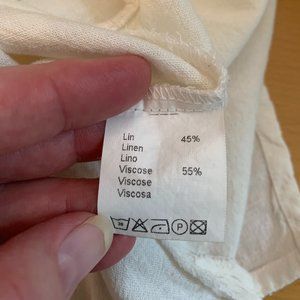 Lin 45%
Linen
Lino
Viscose 55%
Viscose
Viscosa
P